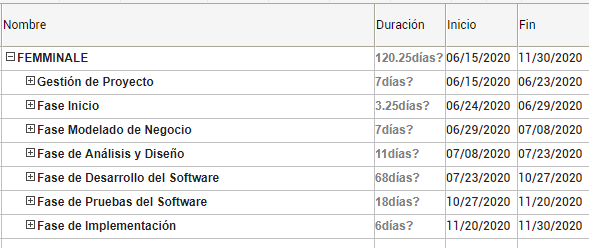 Nombre Duración Inicio Fin
FEMMINALE 120.25días? 06/15/2020 11/30/2020
Gestión de Proyecto 7días? 06/15/2020 06/23/2020
Fase Inicio 3.25días? 06/24/2020 06/29/2020
Fase Modelado de Negocio 7días? 06/29/2020 07/08/2020
Fase de Análisis y Diseño 11días? 07/08/2020 07/23/2020
Fase de Desarrollo del Software 68días? 07/23/2020 10/27/2020
Fase de Pruebas del Software 18días? 10/27/2020 11/20/2020
Fase de Implementación 6días? 11/20/2020 11/30/2020